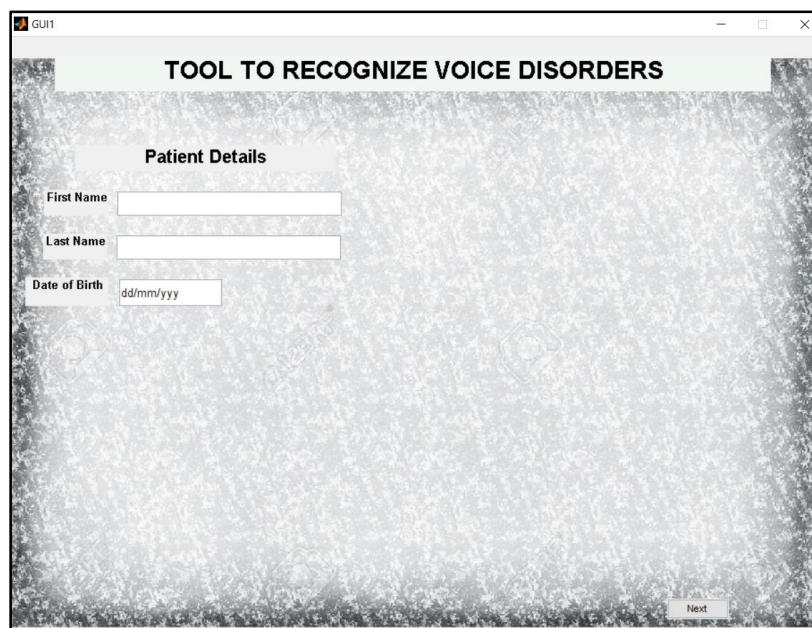 GUI1
TOOL TO RECOGNIZE VOICE DISORDERS
Patient Details
First Name
Last Name
Date of Birth
dd/mm/yyy
Next